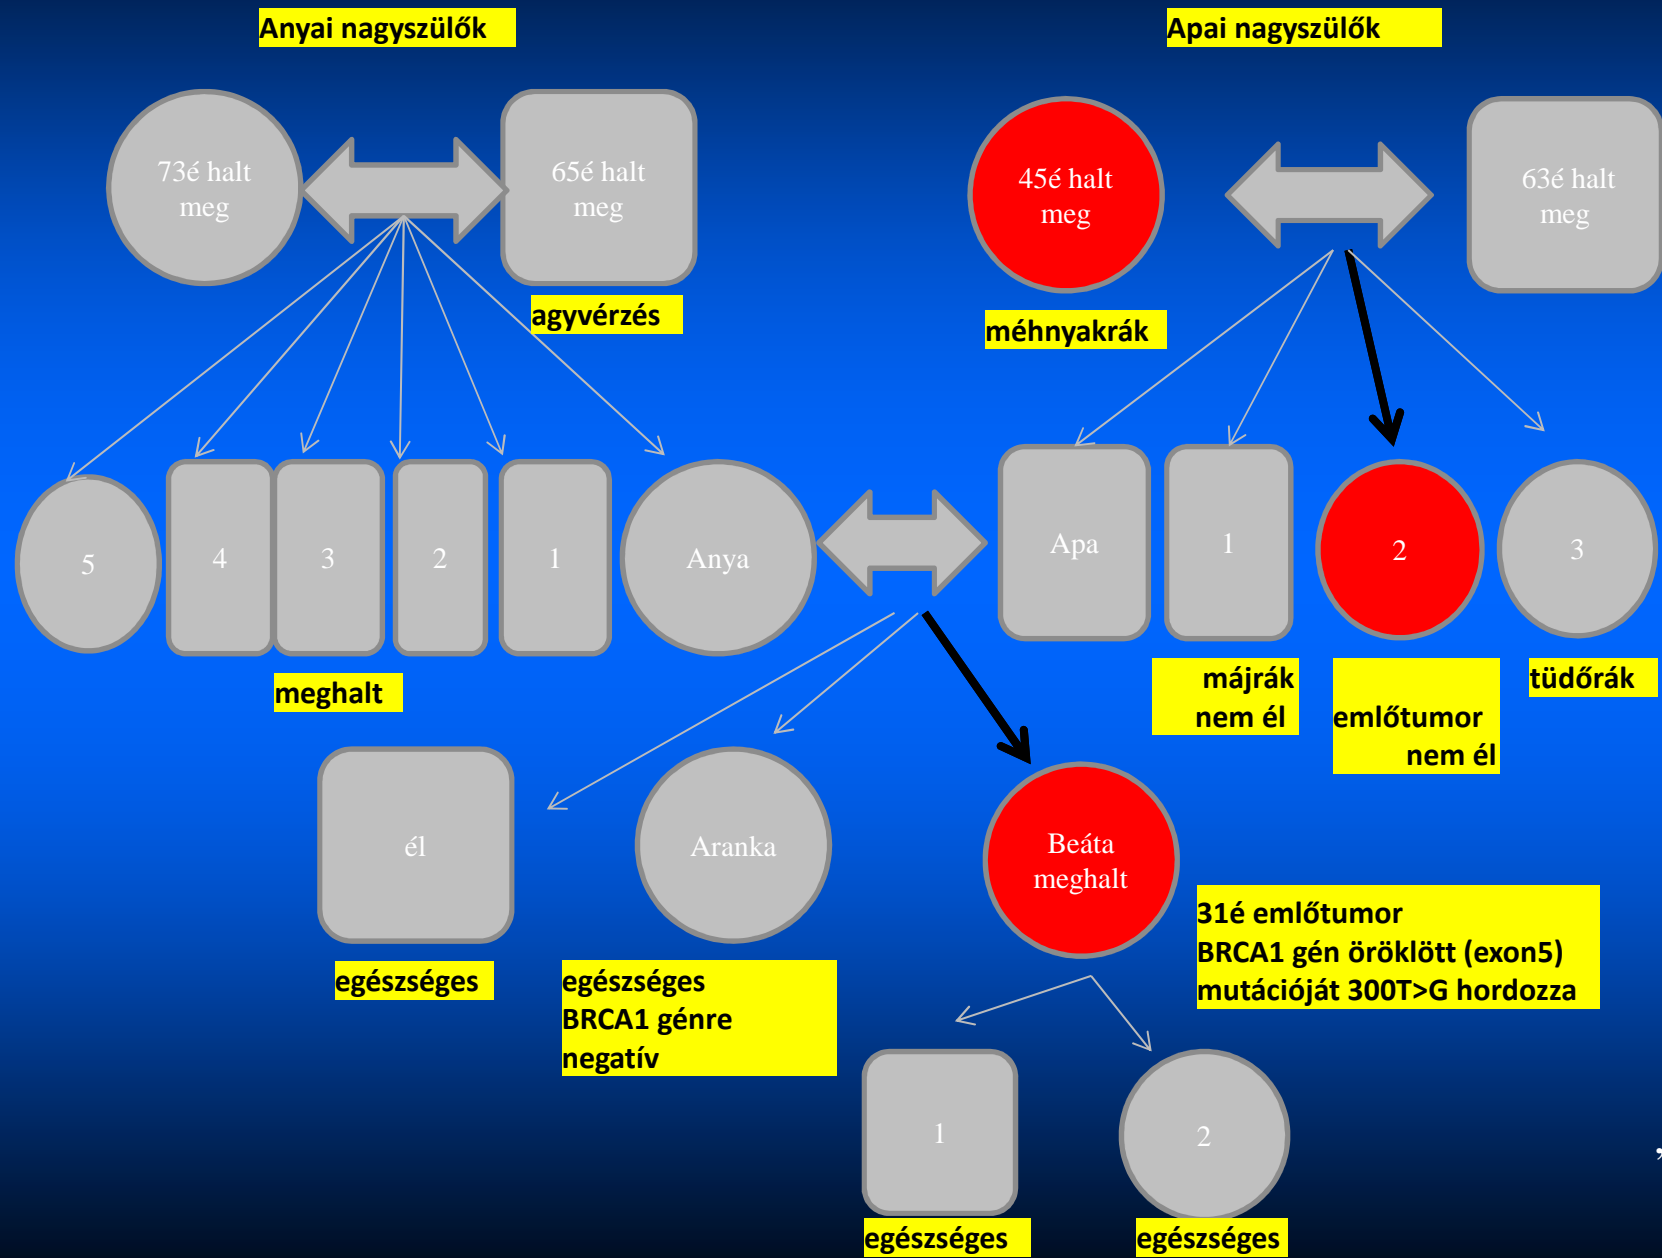 Anyai nagyszülők
Apai nagyszülők
73é halt
meg
65é halt
meg
45é halt
meg
63é halt
meg
agyvérzés
méhnyakrák
5
4
3
2
1
Anya
Apa
1
2
3
meghalt
májrák
nem él
emlőtumor
nem él
tüdőrák
él
Aranka
Beáta
meghalt
egészséges
egészséges
BRCA1 génre
negatív
31é emlőtumor
BRCA1 gén öröklött (exon5)
mutációját 300T>G hordozza
1
2
,
egészséges
egészséges